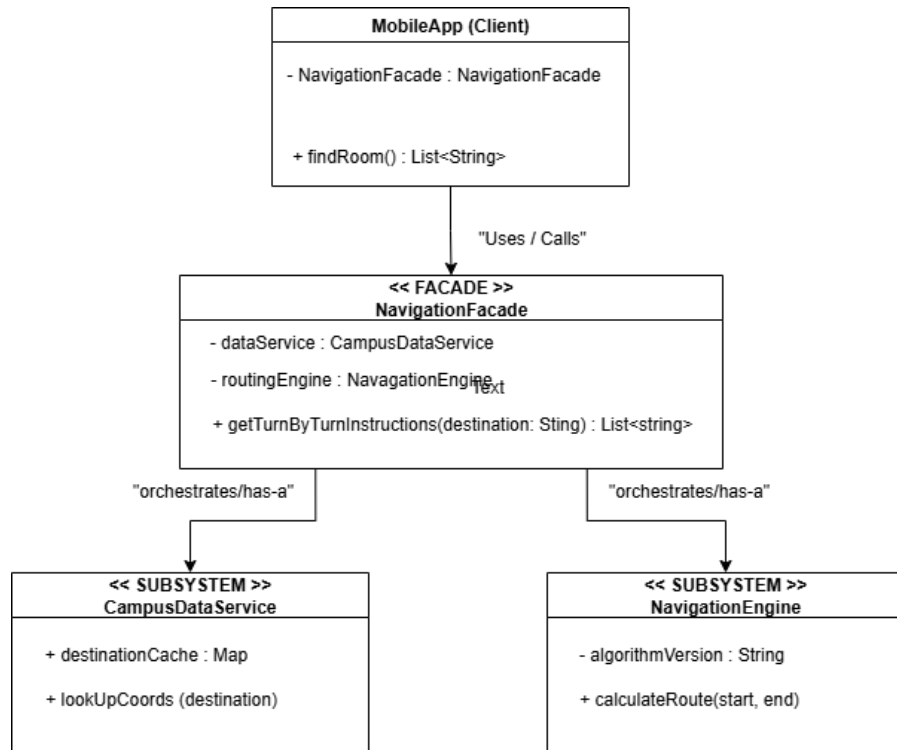 MobileApp (Client)
- NavigationFacade : NavigationFacade
+ findRoom() : List<String>
"Uses / Calls"
<< FACADE >>
NavigationFacade
- dataService : CampusDataService
- routingEngine : NavagationEngine
Text
+ getTurnByTurnInstructions(destination: Sting) : List<string>
"orchestrates/has-a"
"orchestrates/has-a"
<< SUBSYSTEM >>
CampusDataService
+ destinationCache : Map
+ lookUpCoords (destination)
<< SUBSYSTEM >>
NavigationEngine
- algorithmVersion : String
+ calculateRoute(start, end)